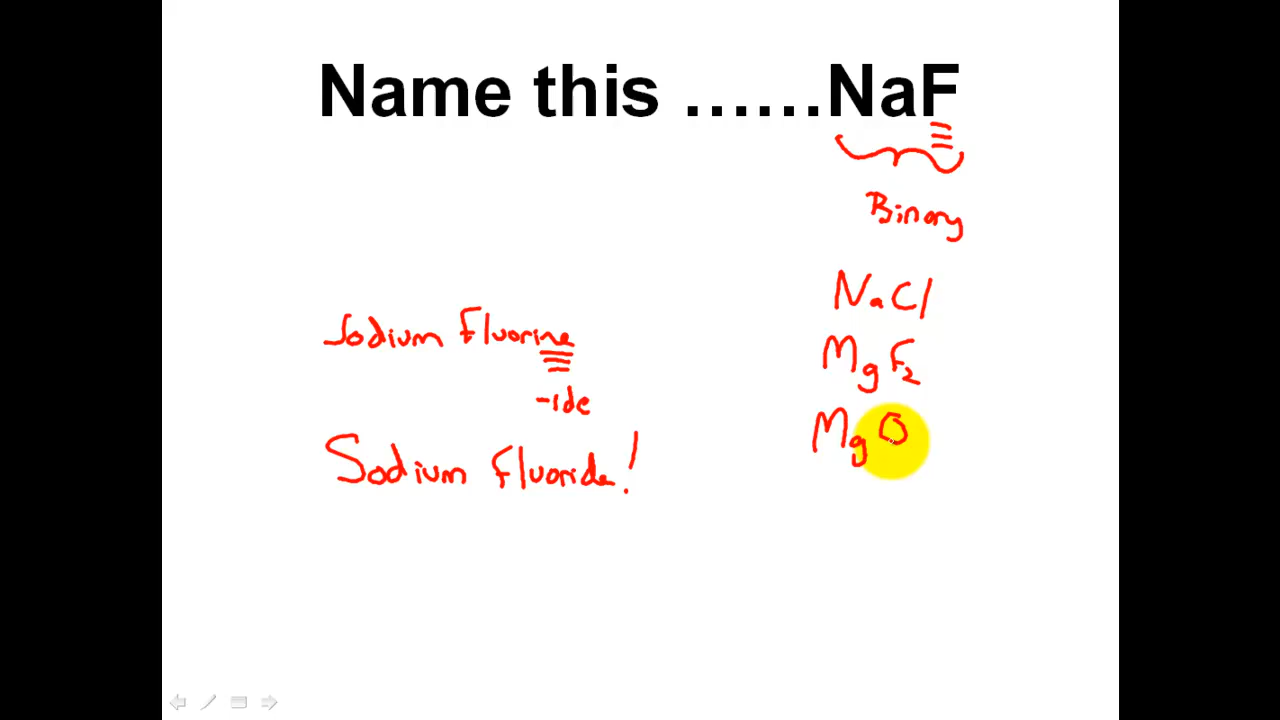 Name this ......NaF
Binary
NaCl
Sodium Fluorine
MgF2
-ide
MgO
Sodium Fluoride!